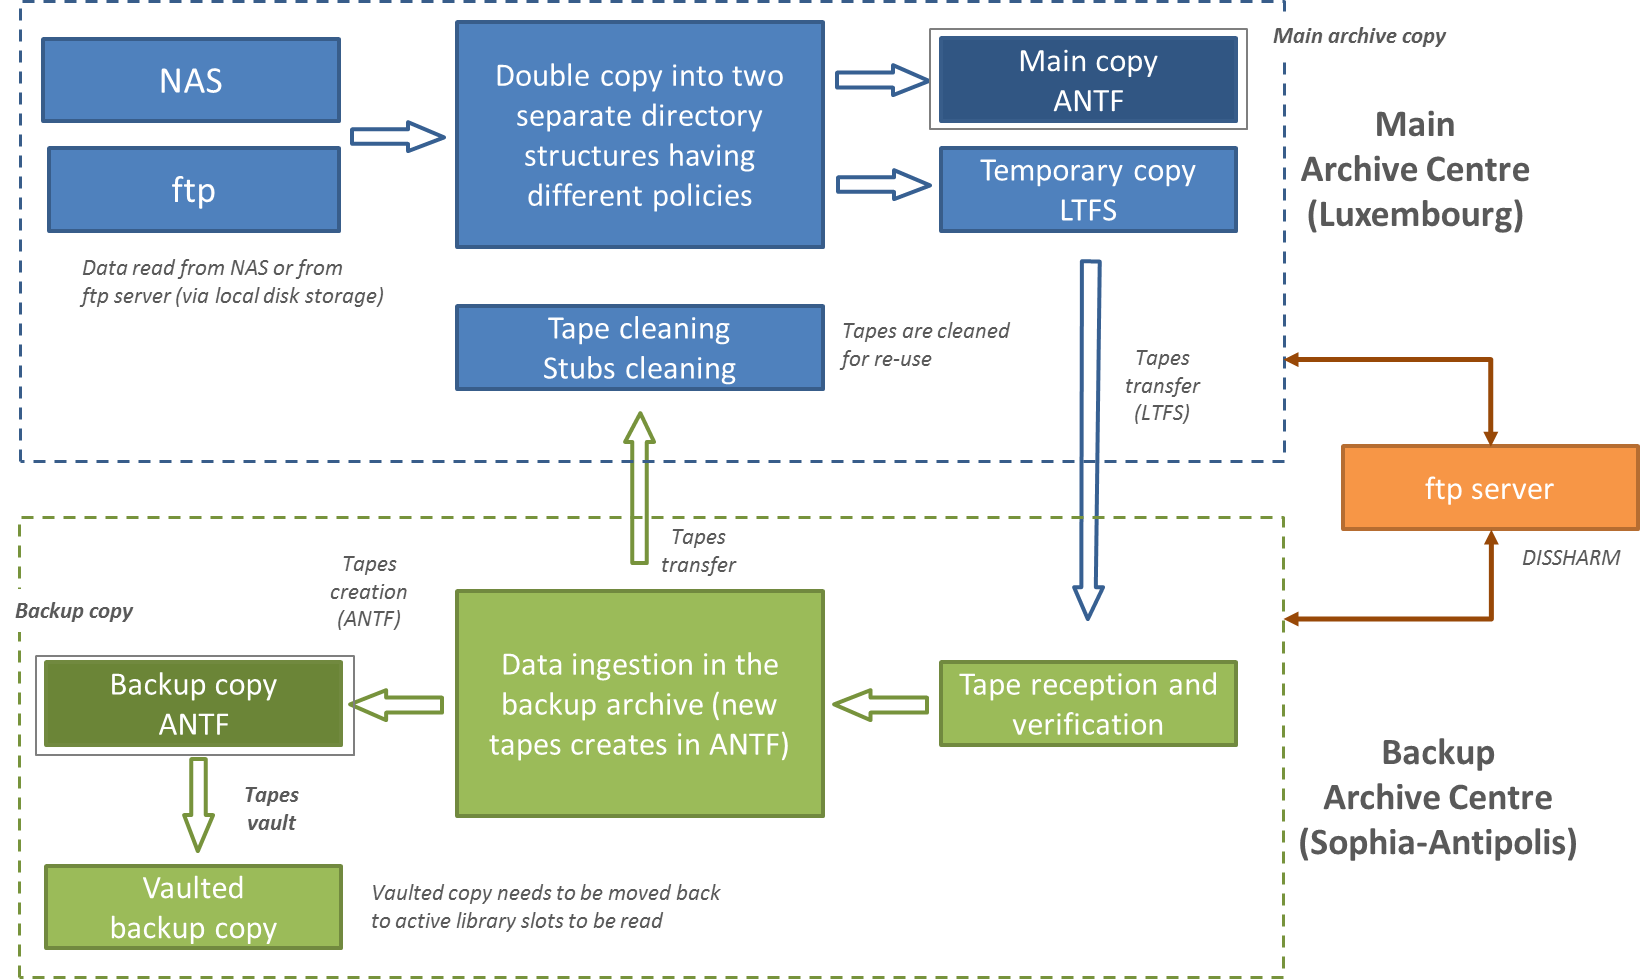 NAS
ftp
Data read from NAS or from
ftp server (via local disk storage)
Double copy into two
separate directory
structures having
different policies
Main copy
ANTF
Main archive copy
Temporary copy
LTFS
Main
Archive Centre
(Luxembourg)
Tape cleaning
Stubs cleaning
Tapes are cleaned
for re-use
Tapes
transfer
(LTFS)
ftp server
DISSHARM
Tapes
transfer
Tapes
creation
(ANTF)
Backup copy
Backup copy
ANTF
Data ingestion in the
backup archive (new
tapes creates in ANTF)
Tape reception and
verification
Tapes
vault
Vaulted
backup copy
Vaulted copy needs to be moved back
to active library slots to be read
Backup
Archive Centre
(Sophia-Antipolis)